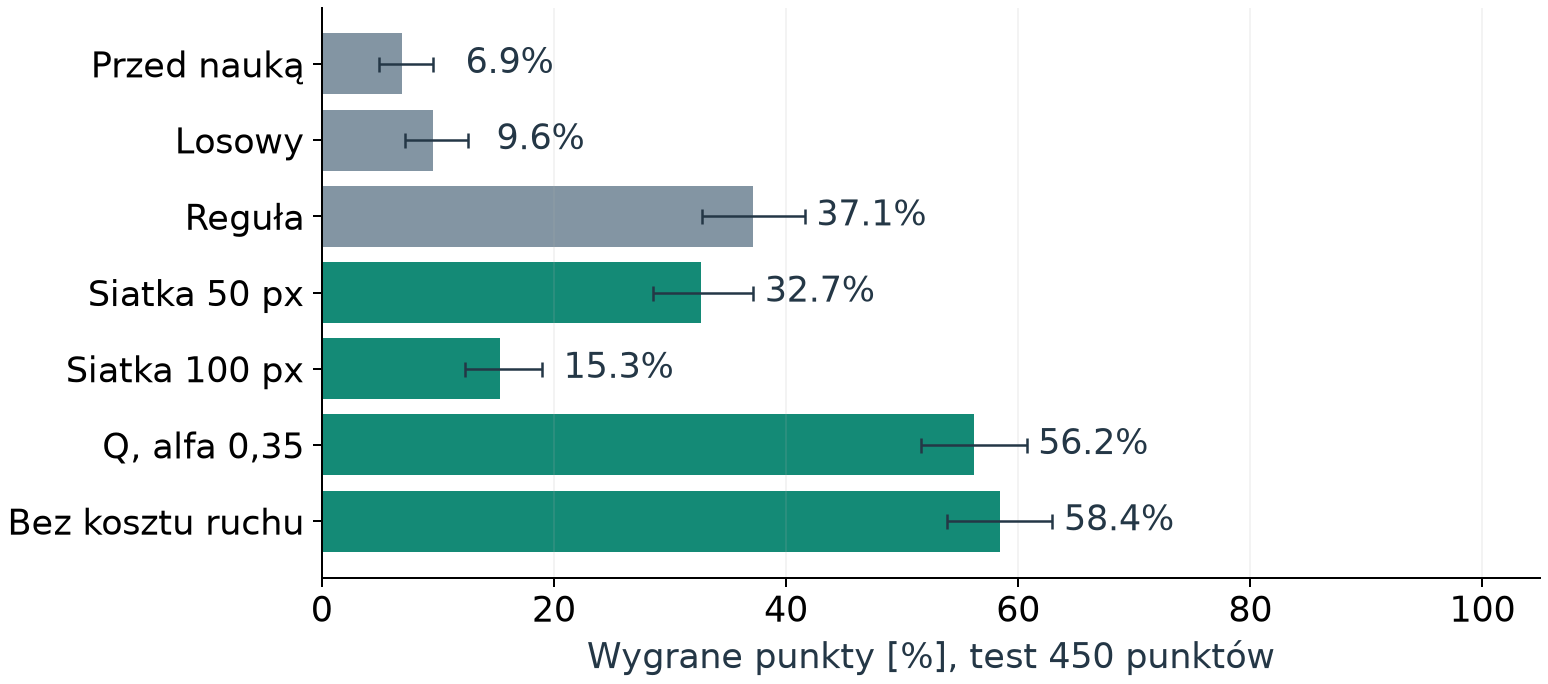 Przed nauką 6.9%
Losowy 9.6%
Reguła 37.1%
Siatka 50 px 32.7%
Siatka 100 px 15.3%
Q, alfa 0,35 56.2%
Bez kosztu ruchu 58.4%
0 20 40 60 80 100
Wygrane punkty [%], test 450 punktów